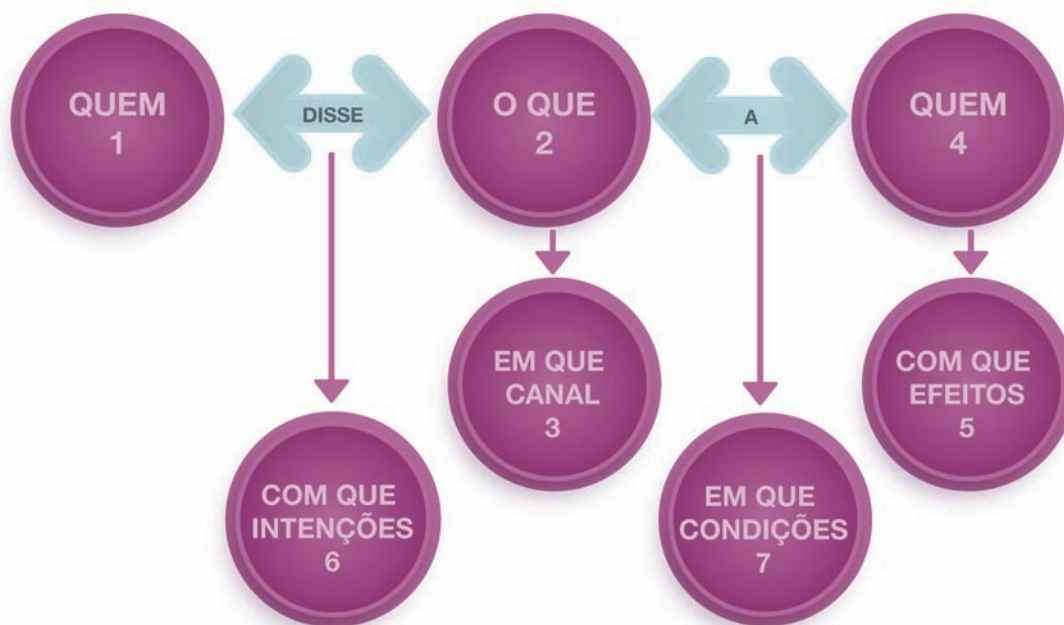 QUEM
1
DISSE
O QUE
2
A
QUEM
4
EM QUE
CANAL
3
COM QUE
EFEITOS
5
COM QUE
INTENÇÕES
6
EM QUE
CONDIÇÕES
7